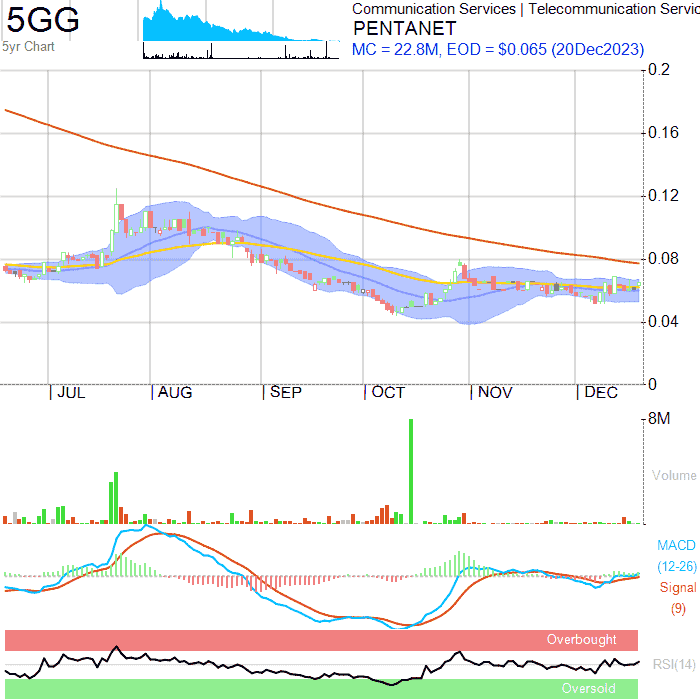 5GG
5yr Chart
Communication Services | Telecommunication Servic
PENTANET
MC = 22.8M, EOD = $0.065 (20Dec2023)
0.2
0.16
0.12
0.08
0.04
0
JUL AUG SEP OCT NOV DEC
8M
Volume
MACD
(12-26)
Signal
(9)
Overbought
RSI(14)
Oversold